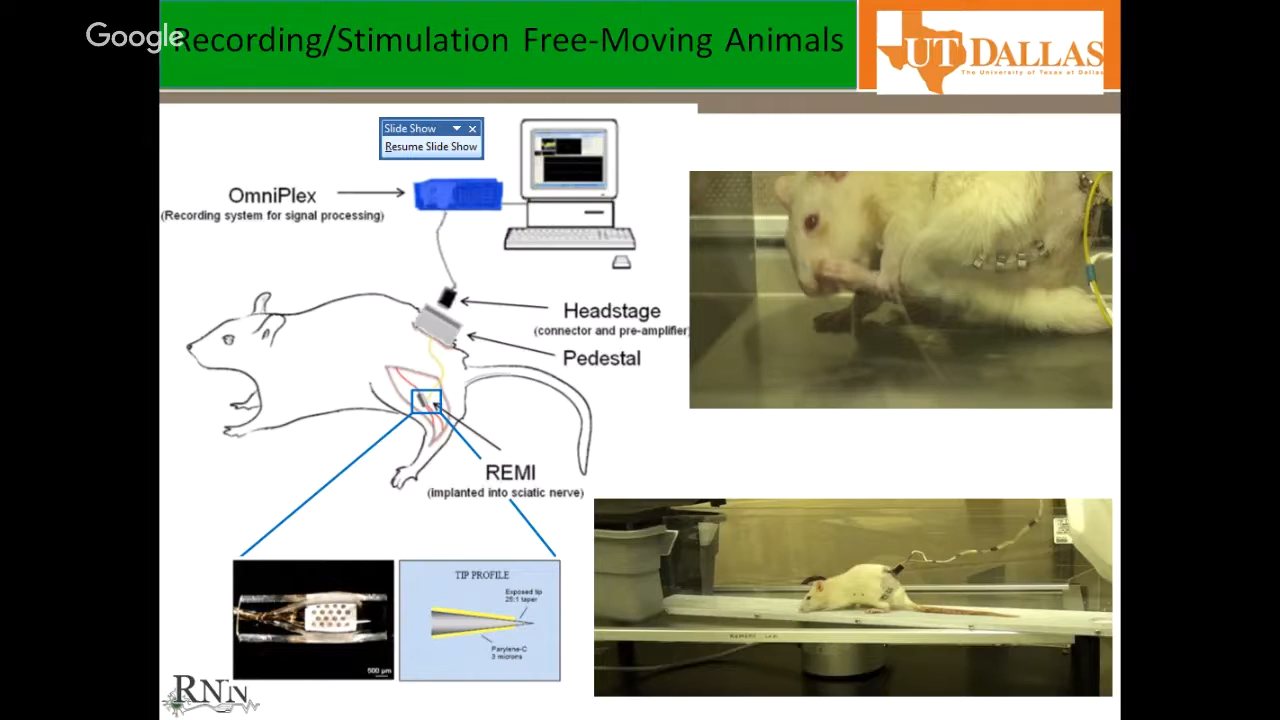 Google
Recording/Stimulation Free-Moving Animals
UT DALLAS
The University of Texas at Dallas
Slide Show
Resume Slide Show
OmniPlex
(Recording system for signal processing)
Headstage
(connector and pre-amplifier)
Pedestal
REMI
(implanted into sciatic nerve)
TIP PROFILE
Exposed tip
25:1 taper
Parylene-C
3 microns
500 µm
RNN